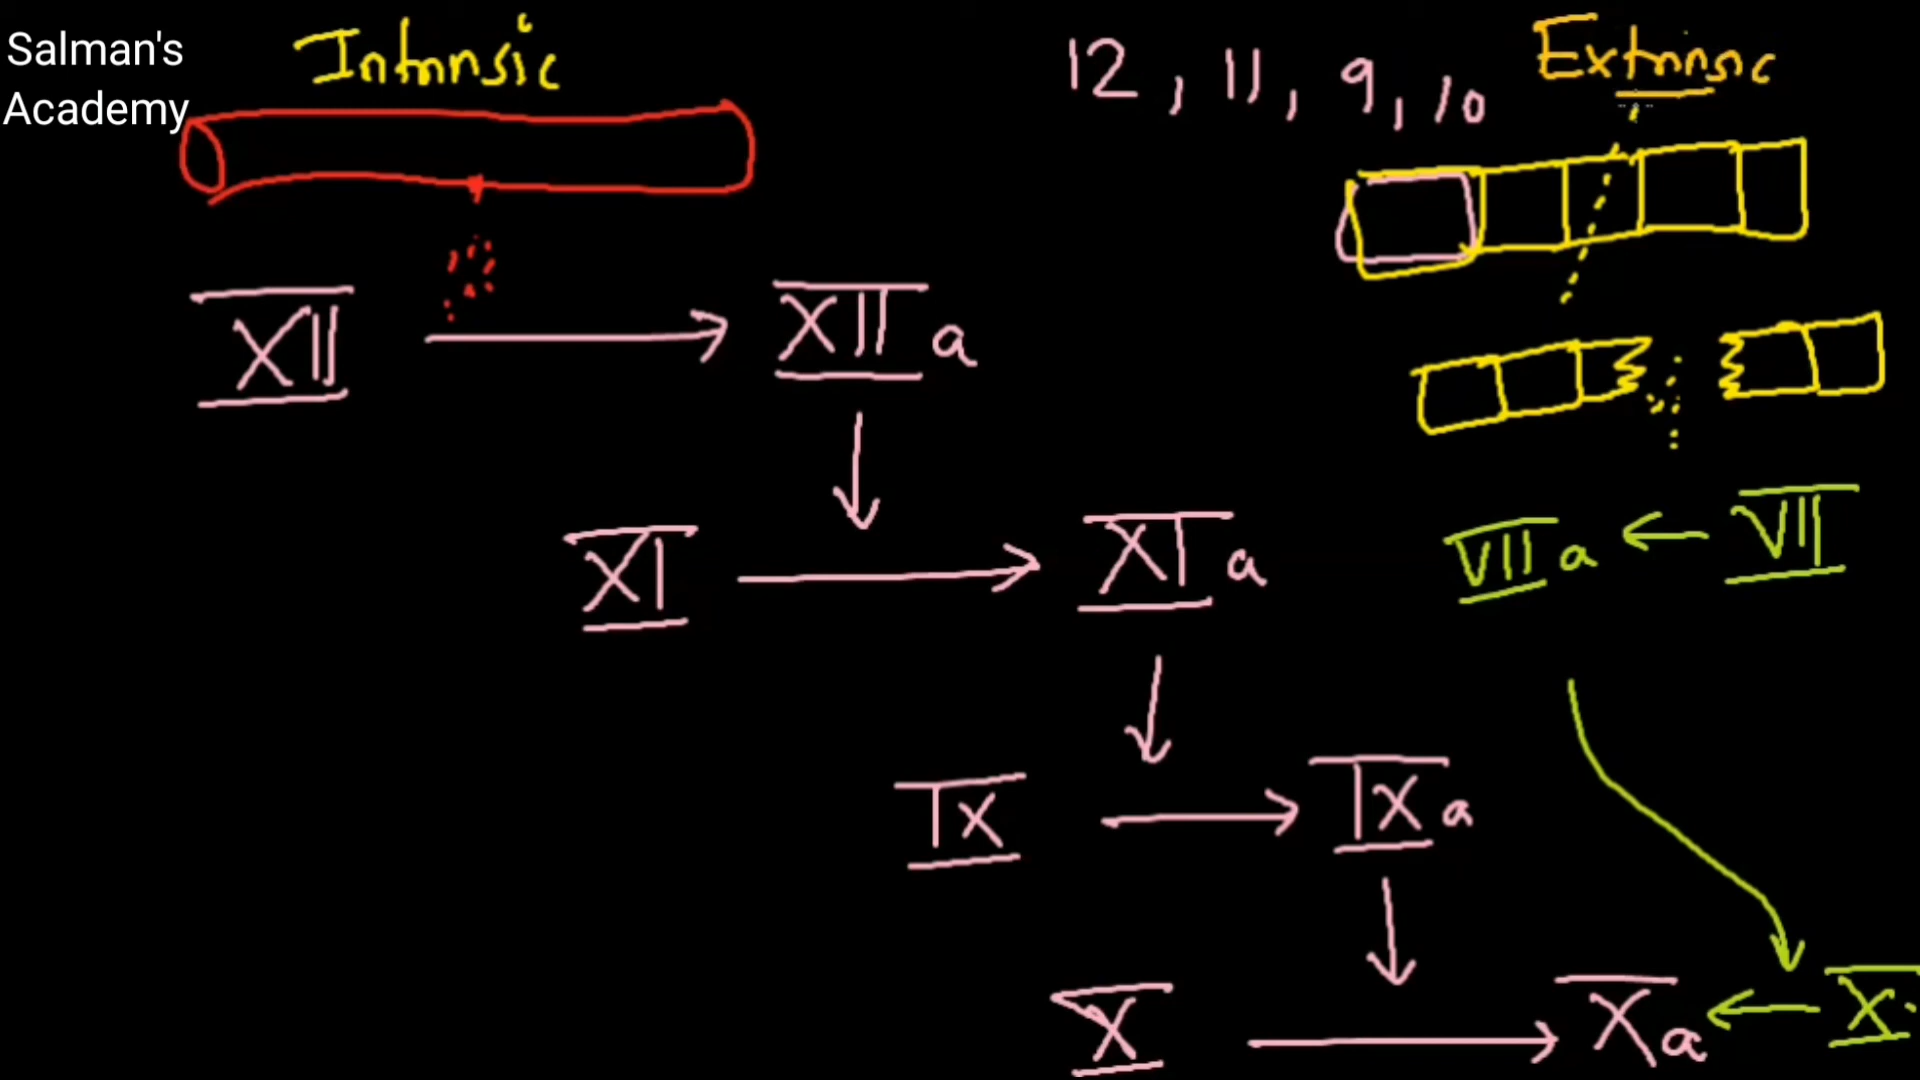 Salman's
Academy
Intrinsic
12, 11, 9, 10
Extrinsic
XII → XIIa
XI → XIa
VIIa ← VII
IX → IXa
X → Xa ← X